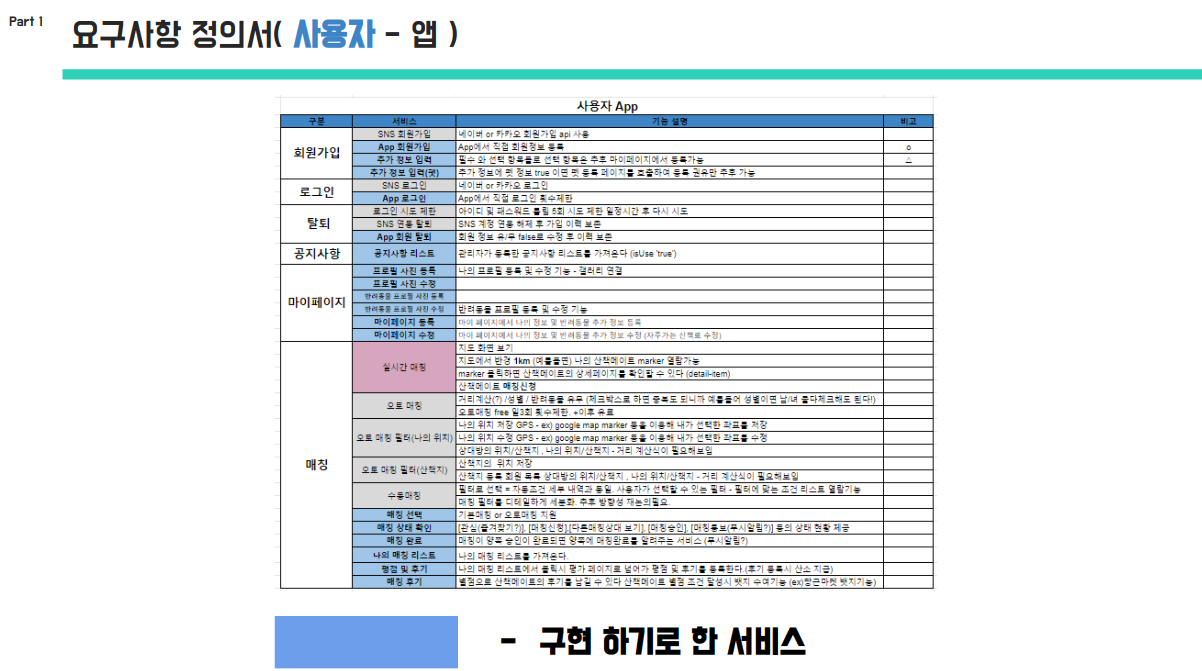 Part 1
요구사항 정의서( 사용자 - 앱 )
사용자 App
구분 서비스 기능 설명 비고
회원가입
SNS 회원가입 네이버 or 카카오 회원가입 api 사용
App 회원가입 App에서 직접 회원정보 등록 o
추가 정보 입력 필수 와 선택 항목들로 선택 항목은 추후 마이페이지에서 등록가능 △
추가 정보 입력(펫) 추가 정보에 펫 정보 true 이면 펫 등록 페이지를 호출하여 등록 권유만 추후 가능
로그인
SNS 로그인 네이버 or 카카오 로그인
App 로그인 App에서 직접 로그인 횟수제한
탈퇴
로그인 시도 제한 아이디 및 패스워드 틀림 5회 시도 제한 일정시간 후 다시 시도
SNS 연동 탈퇴 SNS 계정 연동 해제 후 가입 이력 보존
App 회원 탈퇴 회원 정보 유/무 false로 수정 후 이력 보존
공지사항 공지사항 리스트 관리자가 등록한 공지사항 리스트를 가져온다 (isUse 'true')
마이페이지
프로필 사진 등록 나의 프로필 등록 및 수정 기능 - 갤러리 연결
프로필 사진 수정
반려동물 프로필 사진 등록
반려동물 프로필 사진 수정 반려동물 프로필 등록 및 수정 기능
마이페이지 등록 마이 페이지에서 나의 정보 및 반려동물 추가 정보 등록
마이페이지 수정 마이 페이지에서 나의 정보 및 반려동물 추가 정보 수정 (자주가는 산책로 수정)
매칭
실시간 매칭
지도 화면 보기
지도에서 반경 1km (예를들면) 나의 산책메이트 marker 열람가능
marker 클릭하면 산책메이트의 상세페이지를 확인할 수 있다 (detail-item)
산책메이트 매칭신청
오토 매칭
거리계산(?) /성별 / 반려동물 유무 (체크박스로 하면 중복도 되니까 예를들어 성별이면 남/녀 둘다체크해도 된다!)
오토매칭 free 일3회 횟수제한. +이후 유료
오토 매칭 필터(나의 위치)
나의 위치 저장 GPS - ex) google map marker 등을 이용해 내가 선택한 좌표를 저장
나의 위치 수정 GPS - ex) google map marker 등을 이용해 내가 선택한 좌표를 수정
상대방의 위치/산책지 , 나의 위치/산책지 - 거리 계산식이 필요해보임
오토 매칭 필터(산책지)
산책지의 위치 저장
산책지 등록 회원 목록 상대방의 위치/산책지 , 나의 위치/산책지 - 거리 계산식이 필요해보임
수동매칭
필터로 선택 = 자동조건 세부 내역과 동일. 사용자가 선택할 수 있는 필터 - 필터에 맞는 조건 리스트 열람기능
매칭 필터를 디테일하게 세분화. 추후 방향성 재논의필요.
매칭 선택 기본매칭 or 오토매칭 지원
매칭 상태 확인 [관심(즐겨찾기?)], [매칭신청],[다른매칭상대 보기], [매칭승인], [매칭통보(푸시알림?)] 등의 상태 현황 제공
매칭 완료 매칭이 양쪽 승인이 완료되면 양쪽에 매칭완료를 알려주는 서비스 (푸시알림?)
나의 매칭 리스트 나의 매칭 리스트를 가져온다.
평점 및 후기 나의 매칭 리스트에서 클릭시 평가 페이지로 넘어가 평점 및 후기를 등록한다.(후기 등록시 산소 지급)
매칭 후기 별점으로 산책메이트의 후기를 남길 수 있다 산책메이트 별점 조건 달성시 뱃지 수여기능 (ex)당근마켓 뱃지기능)
- 구현 하기로 한 서비스